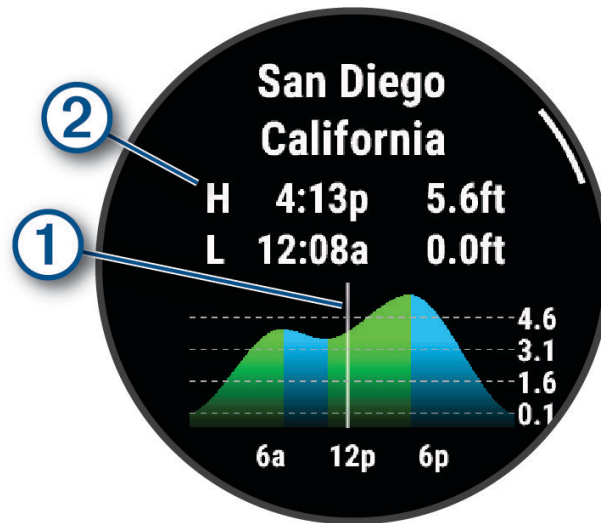 San Diego
California
2
H 4:13p 5.6ft
1
L 12:08a 0.0ft
4.6
3.1
1.6
0.1
6a 12p 6p